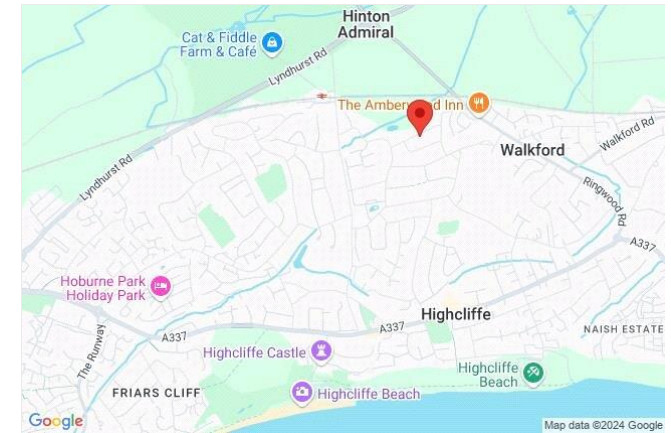 Hinton
Admiral
Cat & Fiddle
Farm & Café
Lyndhurst Rd
The Amberwood Inn
Walkford
Walkford Rd
Lyndhurst Rd
Ringwood Rd
A337
Hoburne Park
Holiday Park
Highcliffe
A337
A337
NAISH ESTATE
The Runway
Highcliffe Castle
Highcliffe
Beach
FRIARS CLIFF
Highcliffe Beach
Google
Map data ©2024 Google